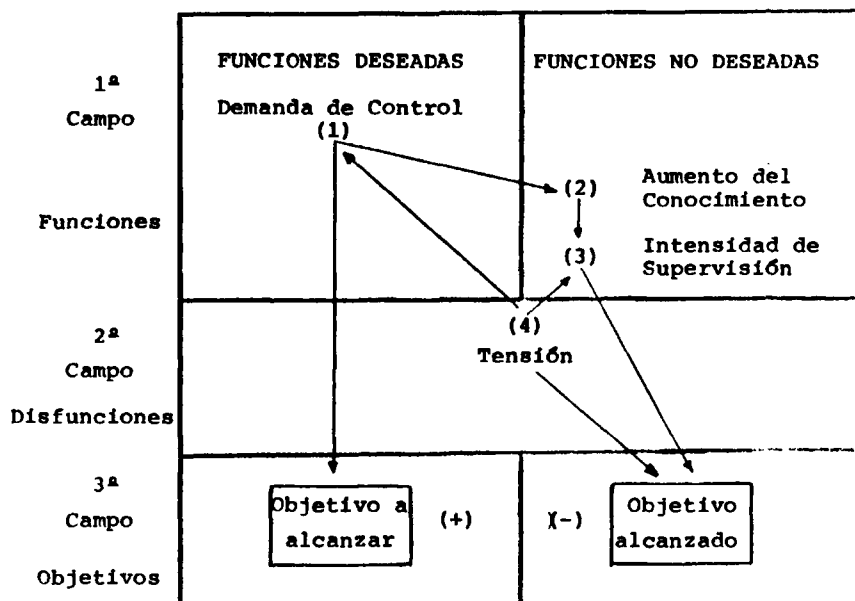 FUNCIONES DESEADAS
FUNCIONES NO DESEADAS
1ª
Campo
Funciones
Demanda de Control
(1)
(2)
Aumento del
Conocimiento
(3)
Intensidad de
Supervisión
2ª
Campo
Disfunciones
(4)
Tensión
3ª
Campo
Objetivos
Objetivo a
alcanzar
(+)
(-)
Objetivo
alcanzado